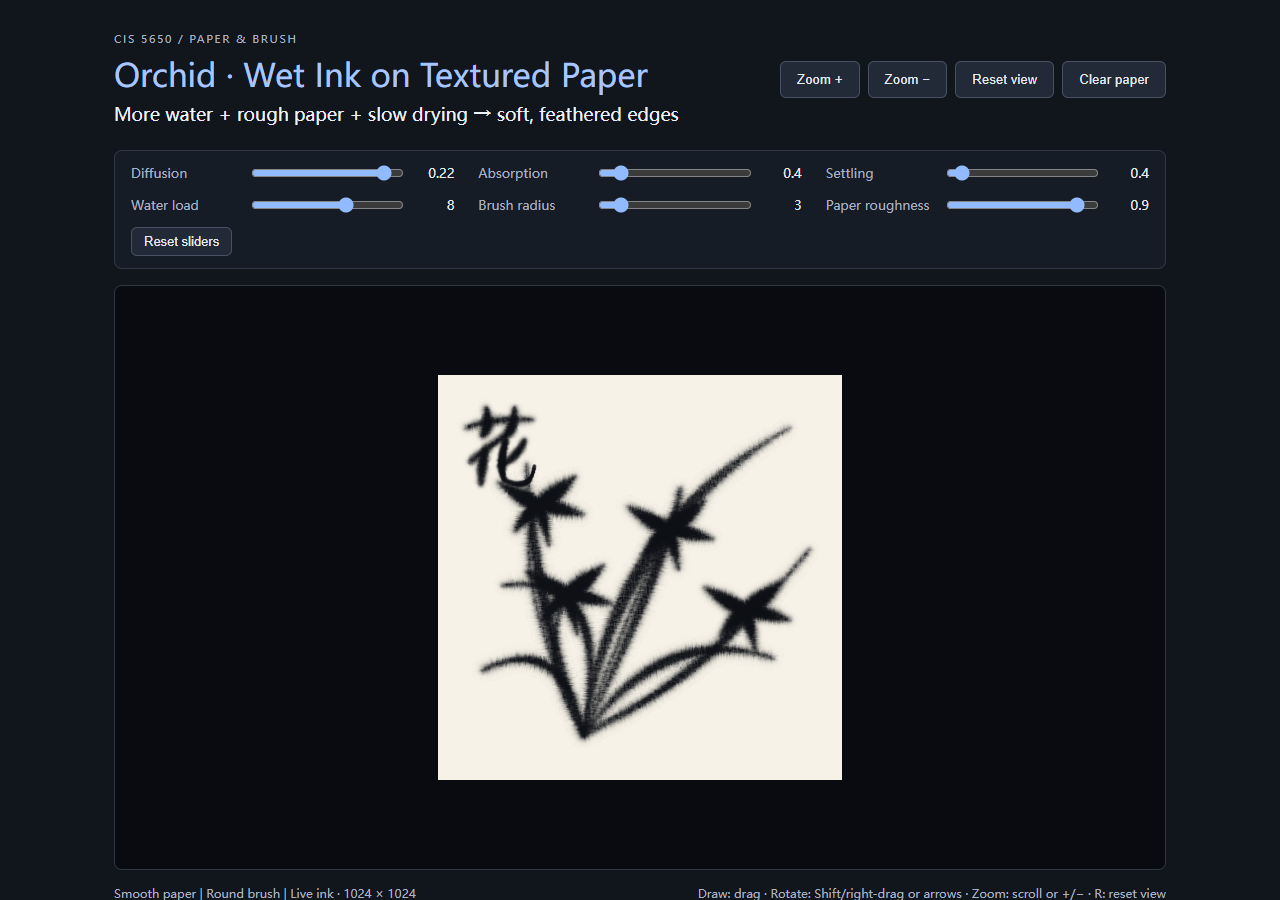 CIS 5650 / PAPER & BRUSH
Orchid · Wet Ink on Textured Paper
More water + rough paper + slow drying → soft, feathered edges
Zoom +
Zoom −
Reset view
Clear paper
Diffusion 0.22
Absorption 0.4
Settling 0.4
Water load 8
Brush radius 3
Paper roughness 0.9
Reset sliders
花
Smooth paper | Round brush | Live ink · 1024 × 1024
Draw: drag · Rotate: Shift/right-drag or arrows · Zoom: scroll or +/− · R: reset view